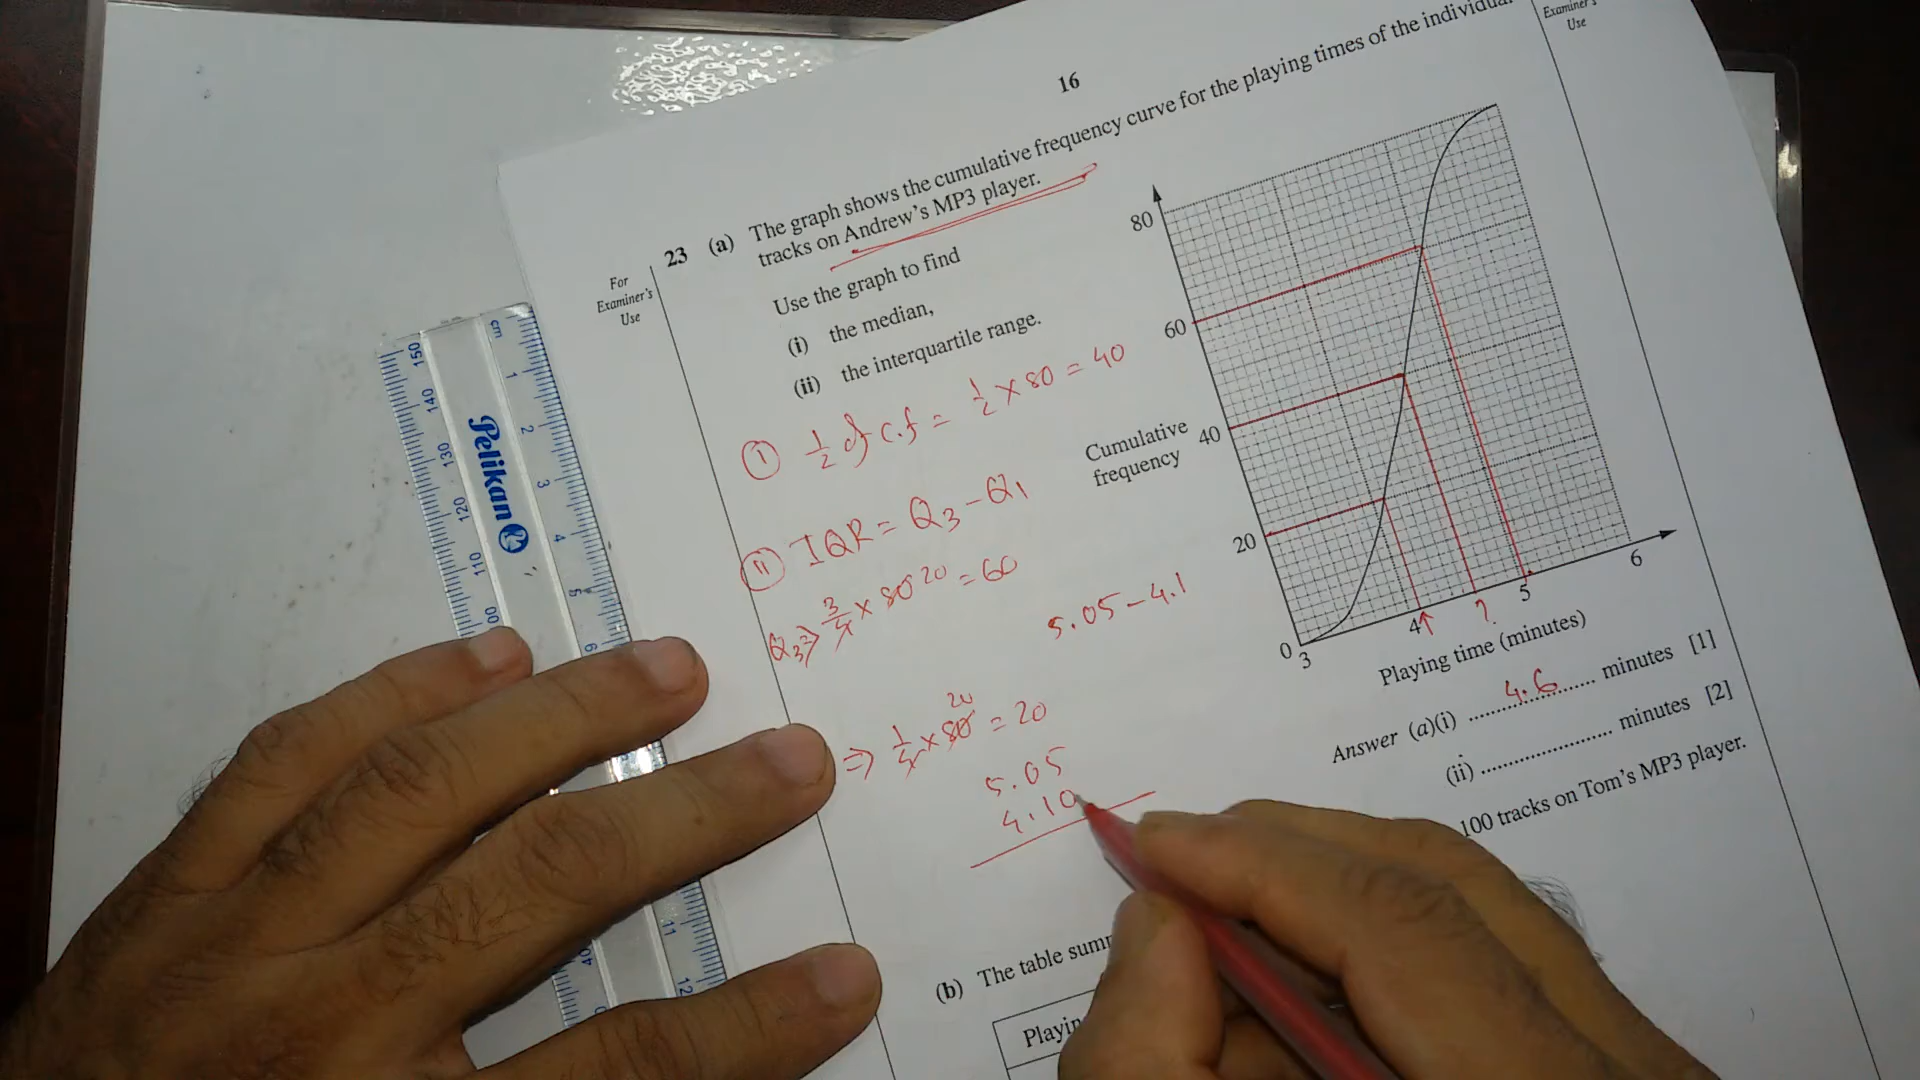 16
For
Examiner's
Use
Examiner's
Use
23 (a) The graph shows the cumulative frequency curve for the playing times of the individual
tracks on Andrew's MP3 player.
Use the graph to find
(i) the median,
(ii) the interquartile range.
(i) 1/2 of c.f = 1/2 × 80 = 40
(ii) IQR = Q3 - Q1
Q3 ⇒ 3/4 × 80 20 = 60
5.05 - 4.1
⇒ 1/4 × 80 20 = 20
5.05
4.10
80
60
40
20
0
Cumulative
frequency
3 4 ? 5 6
Playing time (minutes)
Answer (a)(i) 4.6 minutes [1]
(ii) .................... minutes [2]
(b) The table
100 tracks on Tom's MP3 player.
Pelikan
cm 1 2 3 4 5 6 11 12
150 140 130 120 110